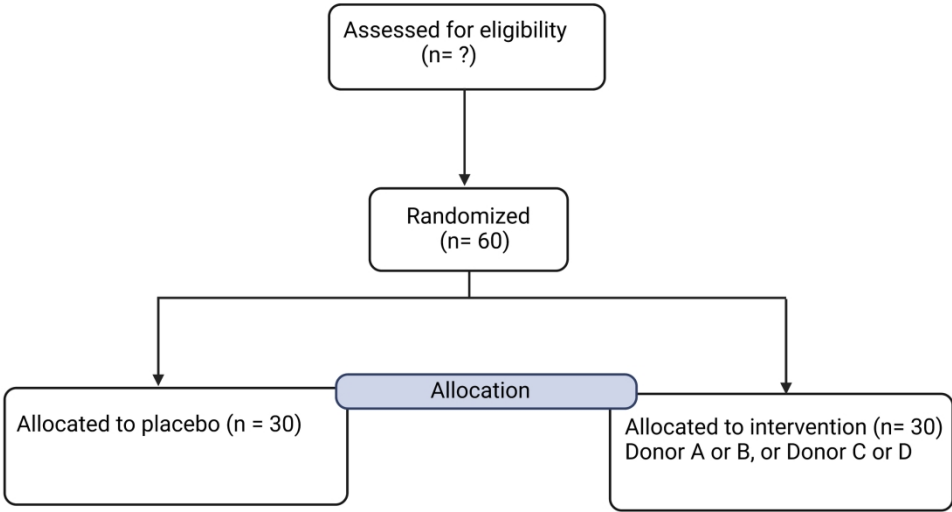 Assessed for eligibility
(n= ?)
Randomized
(n= 60)
Allocation
Allocated to placebo (n = 30)
Allocated to intervention (n= 30)
Donor A or B, or Donor C or D